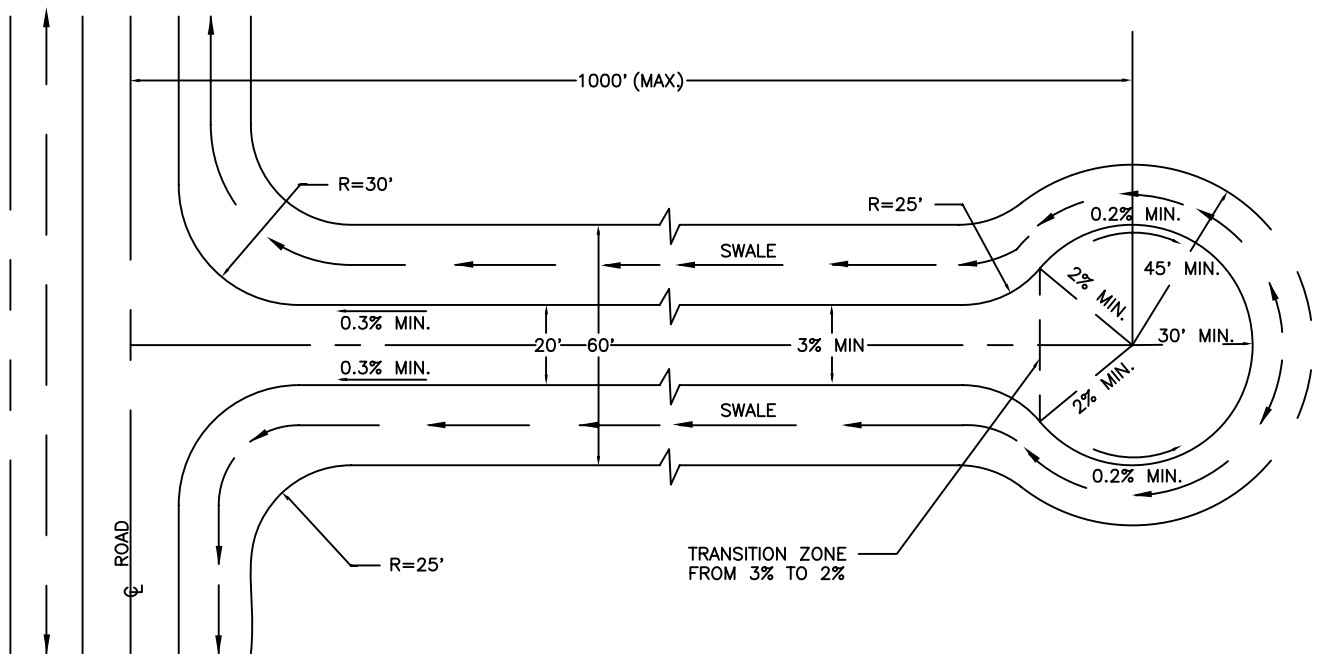 1000' (MAX.)
R=30'
R=25'
0.2% MIN.
SWALE
45' MIN.
2% MIN.
0.3% MIN.
20'
60'
3% MIN
30' MIN.
0.3% MIN.
2% MIN.
SWALE
0.2% MIN.
℄ ROAD
R=25'
TRANSITION ZONE
FROM 3% TO 2%